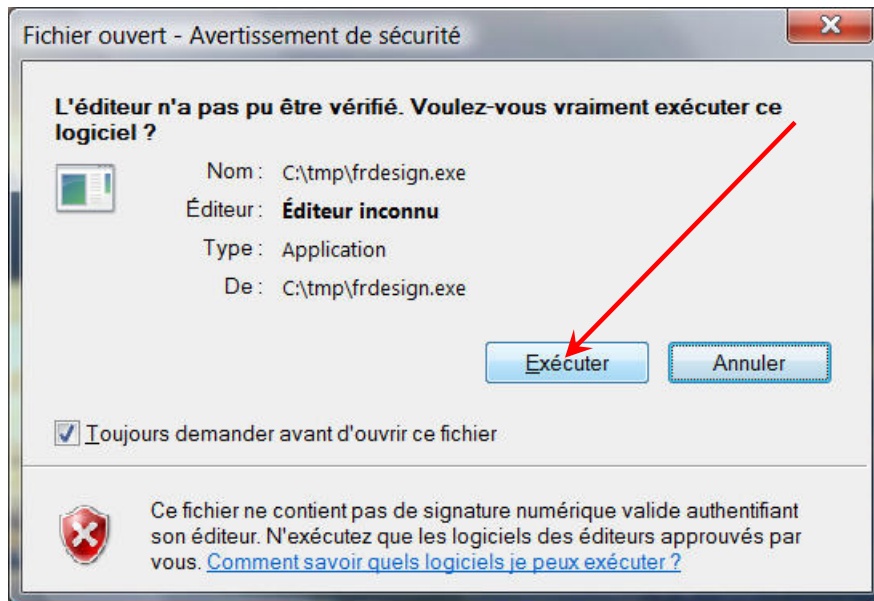 Fichier ouvert - Avertissement de sécurité
L'éditeur n'a pas pu être vérifié. Voulez-vous vraiment exécuter ce
logiciel ?
Nom : C:\tmp\frdesign.exe
Éditeur : Éditeur inconnu
Type : Application
De : C:\tmp\frdesign.exe
Exécuter Annuler
Toujours demander avant d'ouvrir ce fichier
Ce fichier ne contient pas de signature numérique valide authentifiant
son éditeur. N'exécutez que les logiciels des éditeurs approuvés par
vous. Comment savoir quels logiciels je peux exécuter ?